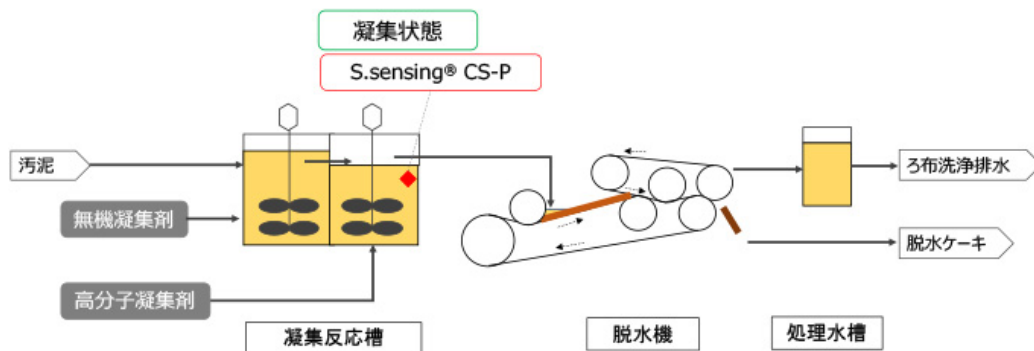 凝集状態
S.sensing® CS-P
汚泥
無機凝集剤
高分子凝集剤
ろ布洗浄排水
脱水ケーキ
凝集反応槽
脱水機
処理水槽